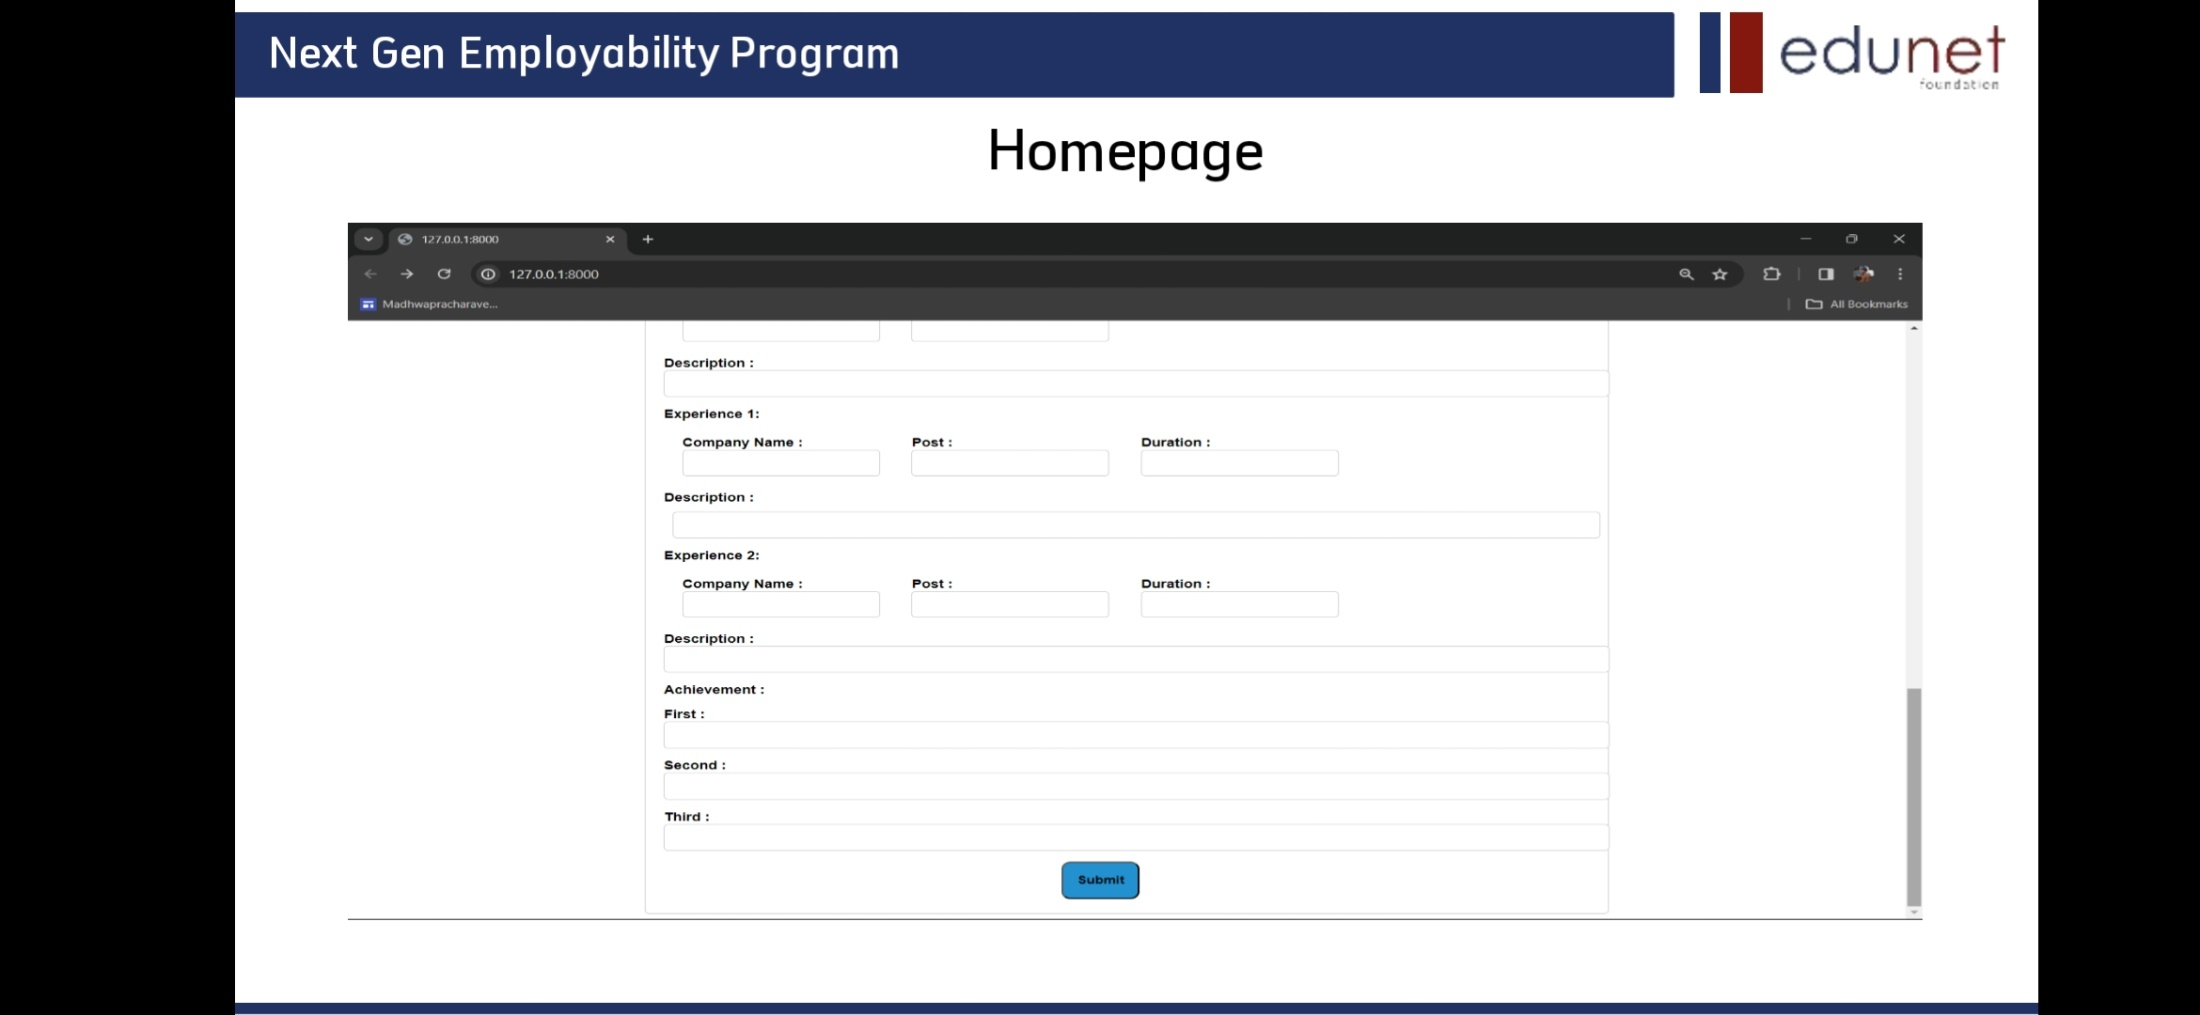 Next Gen Employability Program
edunet
foundation
Homepage
127.0.0.1:8000
127.0.0.1:8000
Madhwapracharave...
All Bookmarks
Description :
Experience 1:
Company Name : Post : Duration :
Description :
Experience 2:
Company Name : Post : Duration :
Description :
Achievement :
First :
Second :
Third :
Submit